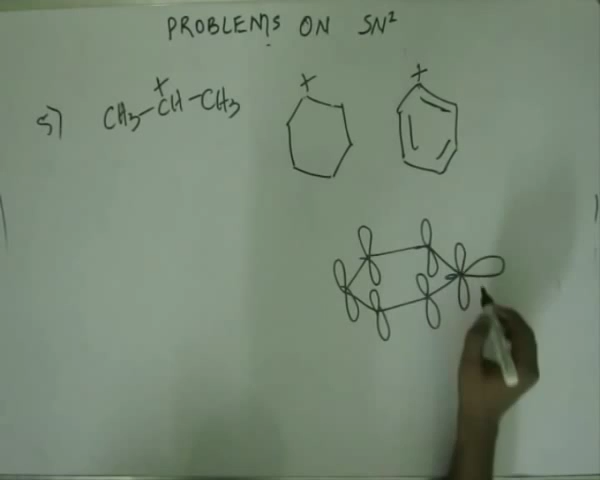 PROBLEMS ON SN²
5) CH₃-CH-CH₃
X
X
X